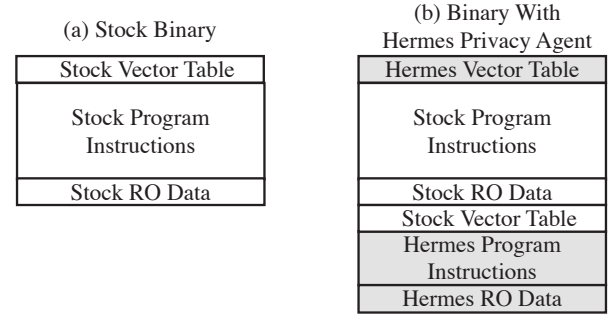 (a) Stock Binary
Stock Vector Table
Stock Program
Instructions
Stock RO Data
(b) Binary With
Hermes Privacy Agent
Hermes Vector Table
Stock Program
Instructions
Stock RO Data
Stock Vector Table
Hermes Program
Instructions
Hermes RO Data